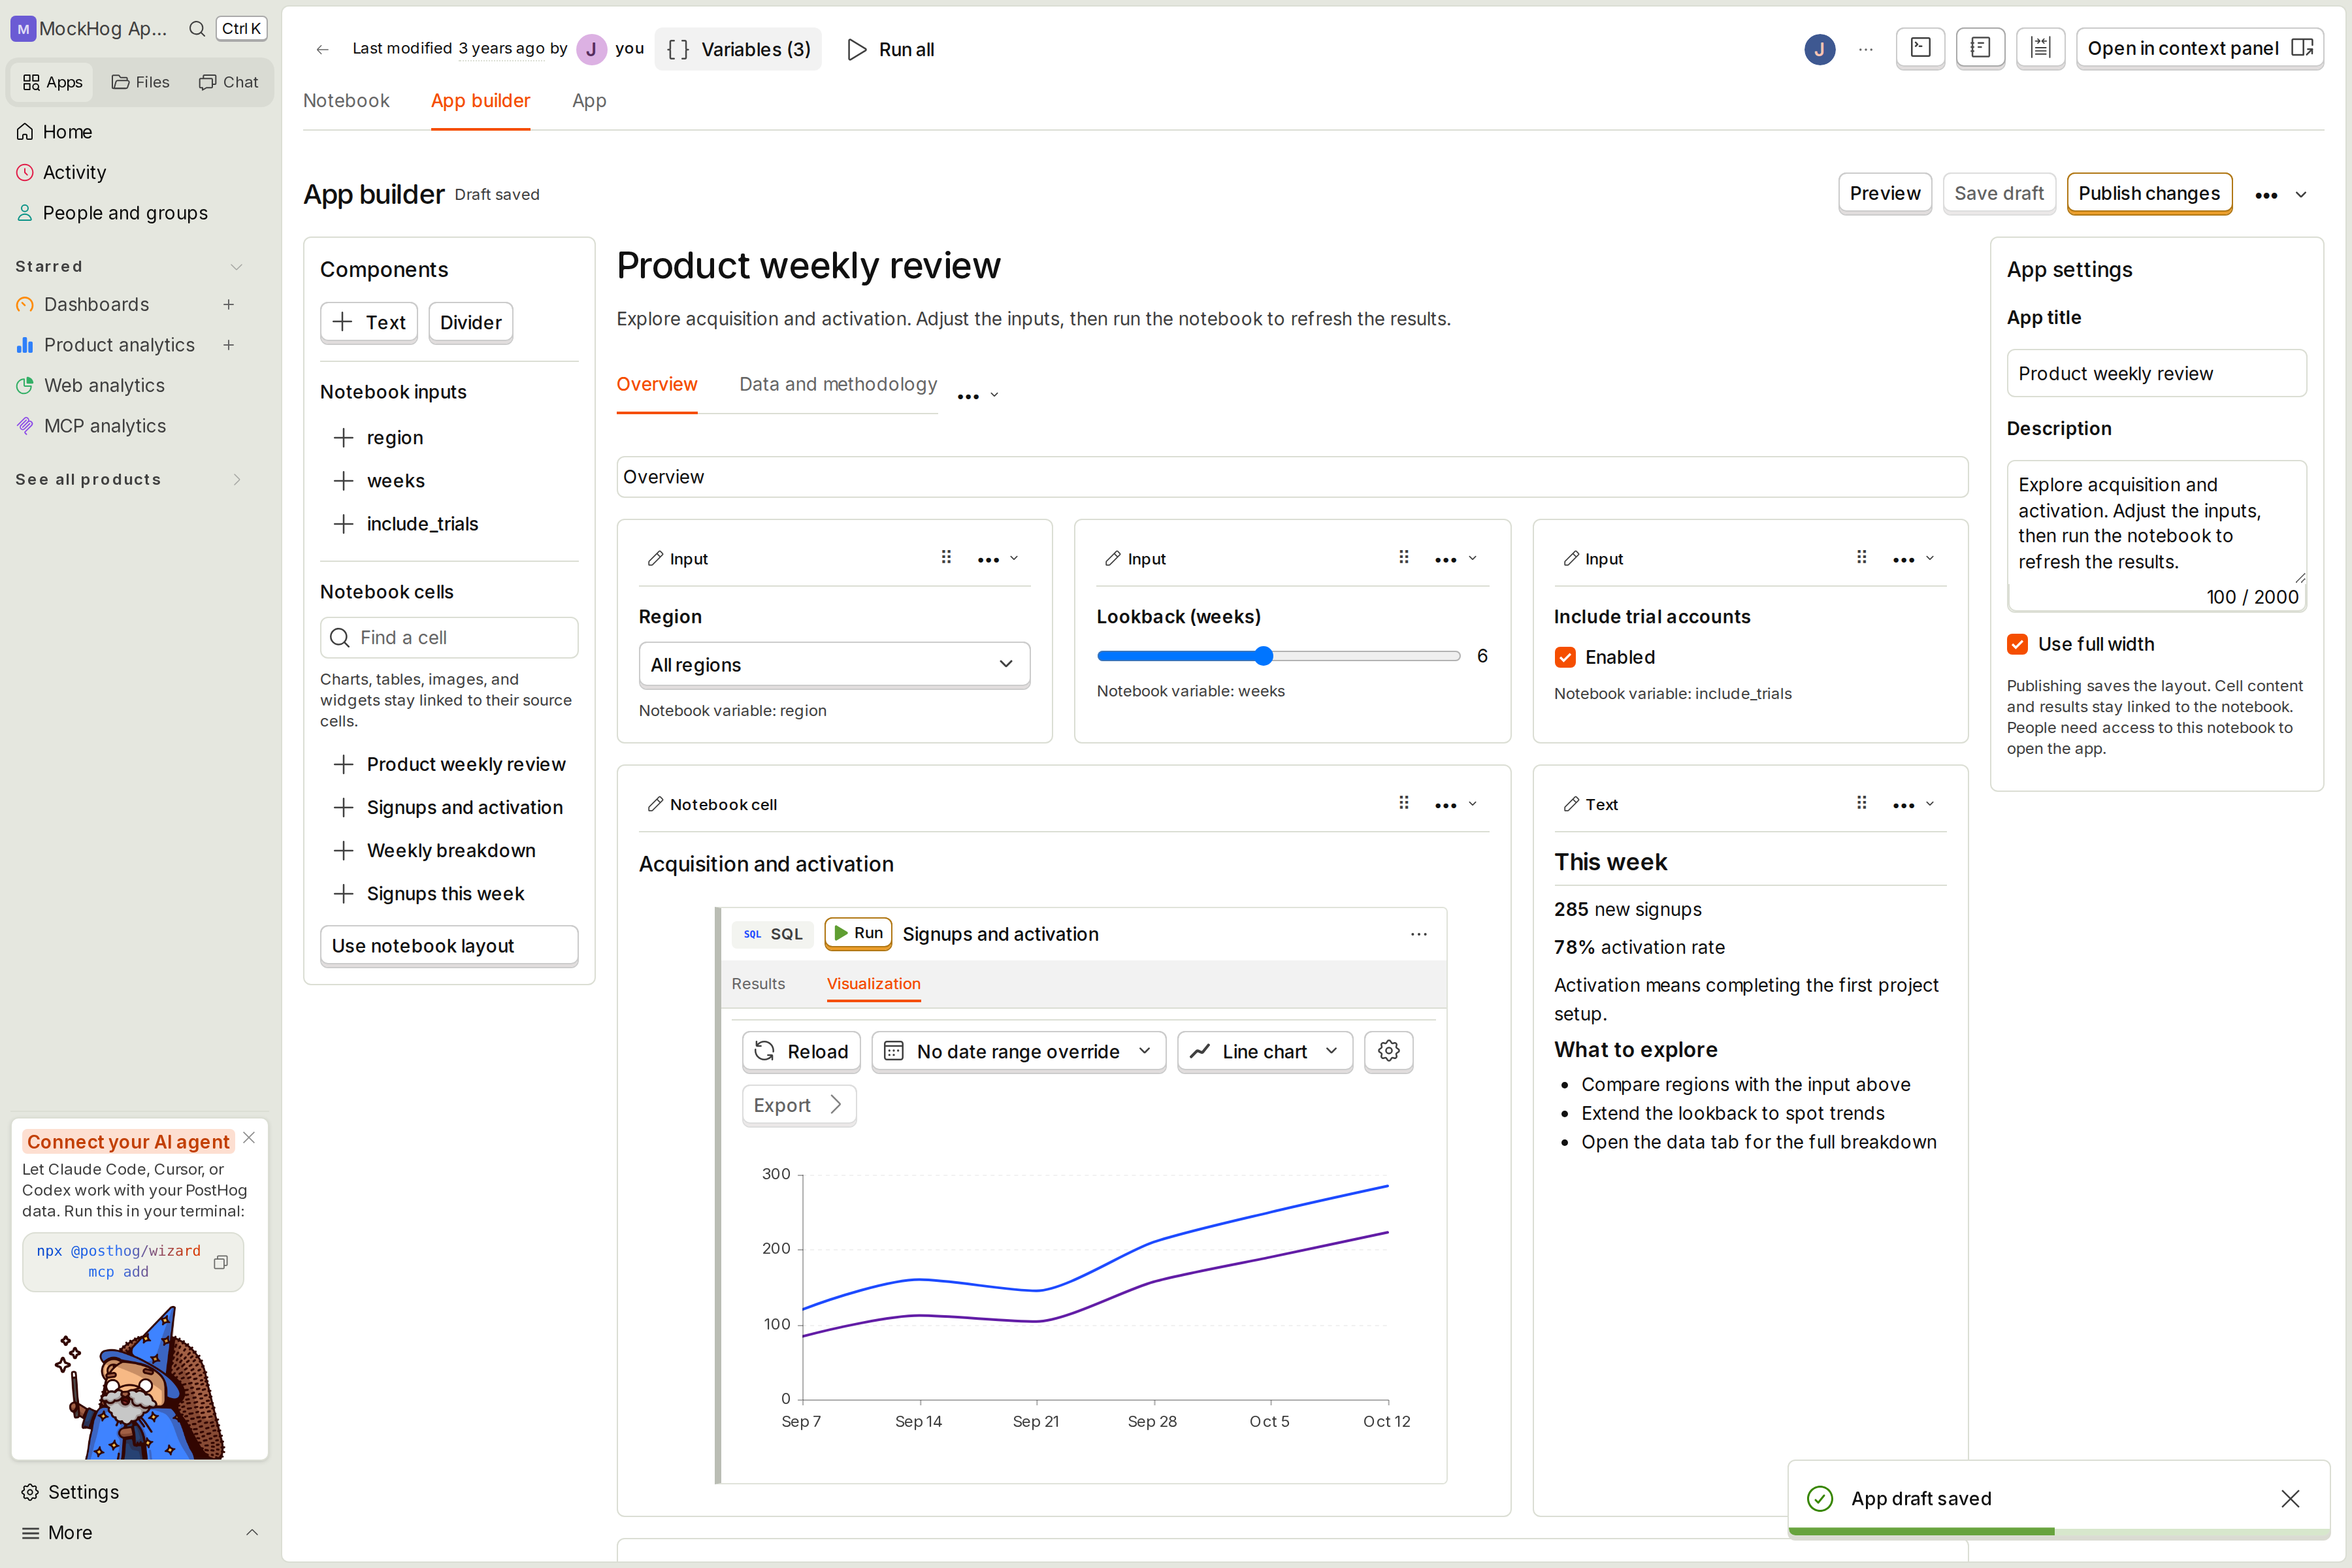 M MockHog Ap... Ctrl K
Apps Files Chat
Home
Activity
People and groups
Starred
Dashboards
Product analytics
Web analytics
MCP analytics
See all products
Connect your AI agent
Let Claude Code, Cursor, or
Codex work with your PostHog
data. Run this in your terminal:
npx @posthog/wizard
mcp add
Settings
More
Last modified 3 years ago by J you { } Variables (3) Run all
J Open in context panel
Notebook App builder App
App builder Draft saved
Preview Save draft Publish changes
Components
Text Divider
Notebook inputs
region
weeks
include_trials
Notebook cells
Find a cell
Charts, tables, images, and
widgets stay linked to their source
cells.
Product weekly review
Signups and activation
Weekly breakdown
Signups this week
Use notebook layout
Product weekly review
Explore acquisition and activation. Adjust the inputs, then run the notebook to refresh the results.
Overview Data and methodology
Overview
Input
Region
All regions
Notebook variable: region
Input
Lookback (weeks)
6
Notebook variable: weeks
Input
Include trial accounts
Enabled
Notebook variable: include_trials
Notebook cell
Acquisition and activation
SQL SQL Run Signups and activation
Results Visualization
Reload No date range override Line chart
Export
300
200
100
0
Sep 7 Sep 14 Sep 21 Sep 28 Oct 5 Oct 12
Text
This week
285 new signups
78% activation rate
Activation means completing the first project
setup.
What to explore
• Compare regions with the input above
• Extend the lookback to spot trends
• Open the data tab for the full breakdown
App settings
App title
Product weekly review
Description
Explore acquisition and
activation. Adjust the inputs,
then run the notebook to
refresh the results.
100 / 2000
Use full width
Publishing saves the layout. Cell content
and results stay linked to the notebook.
People need access to this notebook to
open the app.
App draft saved